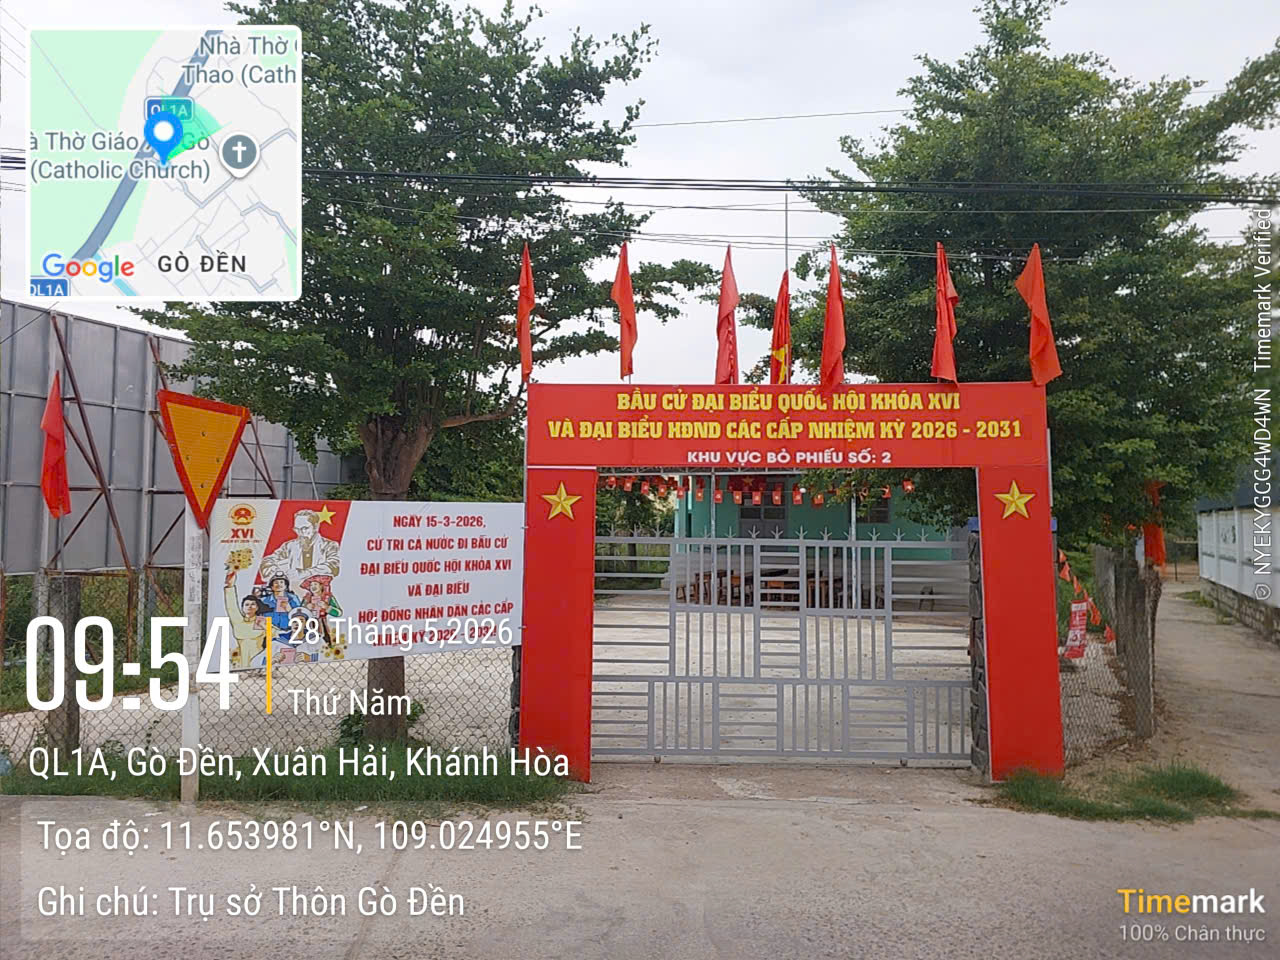 Nhà Thờ
Thao (Cath
QL1A
à Thờ Giáo
Gò
(Catholic Church)
Google
GÒ ĐỀN
QL1A
BẦU CỬ ĐẠI BIỂU QUỐC HỘI KHÓA XVI
VÀ ĐẠI BIỂU HĐND CÁC CẤP NHIỆM KỲ 2026 - 2031
KHU VỰC BỎ PHIẾU SỐ: 2
XVI
NGÀY 15-3-2026,
CỬ TRI CẢ NƯỚC ĐI BẦU CỬ
ĐẠI BIỂU QUỐC HỘI KHÓA XVI
VÀ ĐẠI BIỂU
HỘI ĐỒNG NHÂN DÂN CÁC CẤP
NHIỆM KỲ 2026 - 2031
09:54
28 Tháng 5,2026
Thứ Năm
QL1A, Gò Đền, Xuân Hải, Khánh Hòa
Tọa độ: 11.653981°N, 109.024955°E
Ghi chú: Trụ sở Thôn Gò Đền
© NYEKYGCG4WD4WN Timemark Verified
Timemark
100% Chân thực